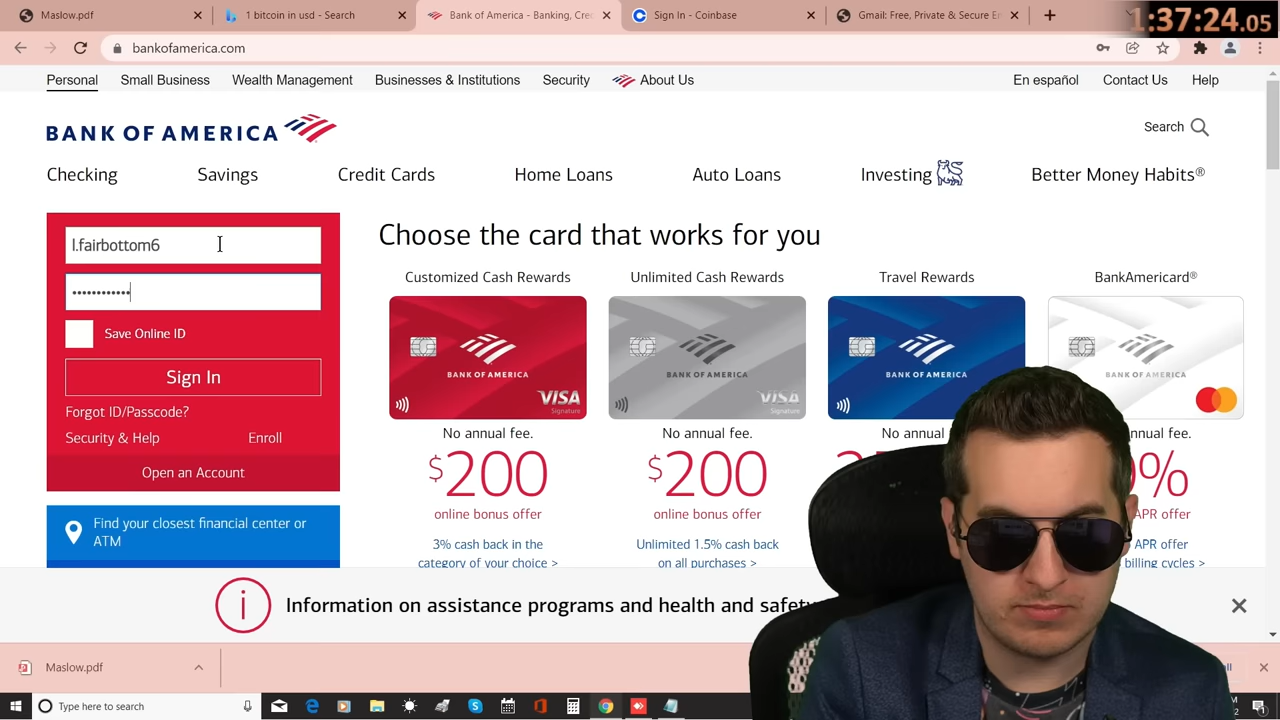 Maslow.pdf
1 bitcoin in usd - Search
Bank of America - Banking, Cre
Sign In - Coinbase
Gmail: Free, Private & Secure E
1:37:24.05
bankofamerica.com
Personal Small Business Wealth Management Businesses & Institutions Security About Us En español Contact Us Help
BANK OF AMERICA
Search
Checking Savings Credit Cards Home Loans Auto Loans Investing Better Money Habits®
l.fairbottom6
••••••••••••
Save Online ID
Sign In
Forgot ID/Passcode?
Security & Help Enroll
Open an Account
Find your closest financial center or
ATM
Choose the card that works for you
Customized Cash Rewards Unlimited Cash Rewards Travel Rewards BankAmericard®
BANK OF AMERICA BANK OF AMERICA BANK OF AMERICA BANK OF AMERICA
VISA VISA
Signature Signature
No annual fee. No annual fee. No ann nnual fee.
$200 $200 %
online bonus offer online bonus offer APR offer
3% cash back in the Unlimited 1.5% cash back APR offer
category of your choice > on all purchases > billing cycles >
Information on assistance programs and health and safety
Maslow.pdf
Type here to search